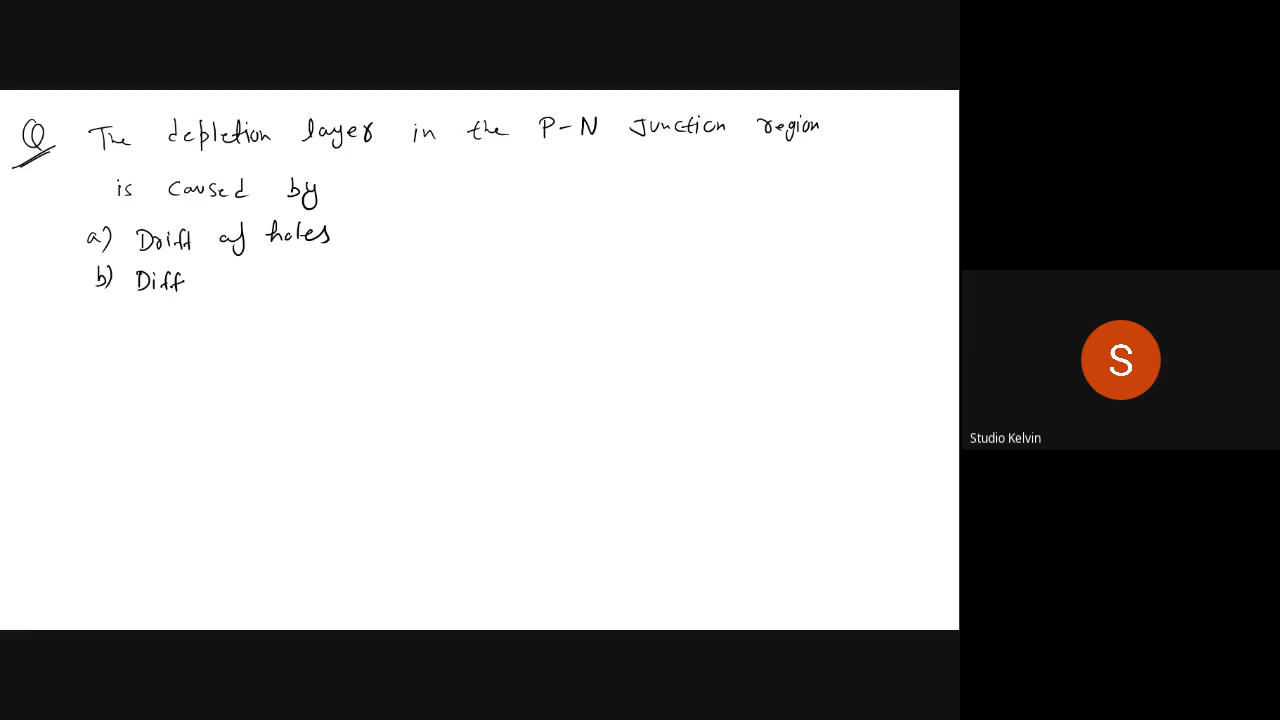 Q The depletion layer in the P-N Junction region
is caused by
a) Drift of holes
b) Diff
S
Studio Kelvin